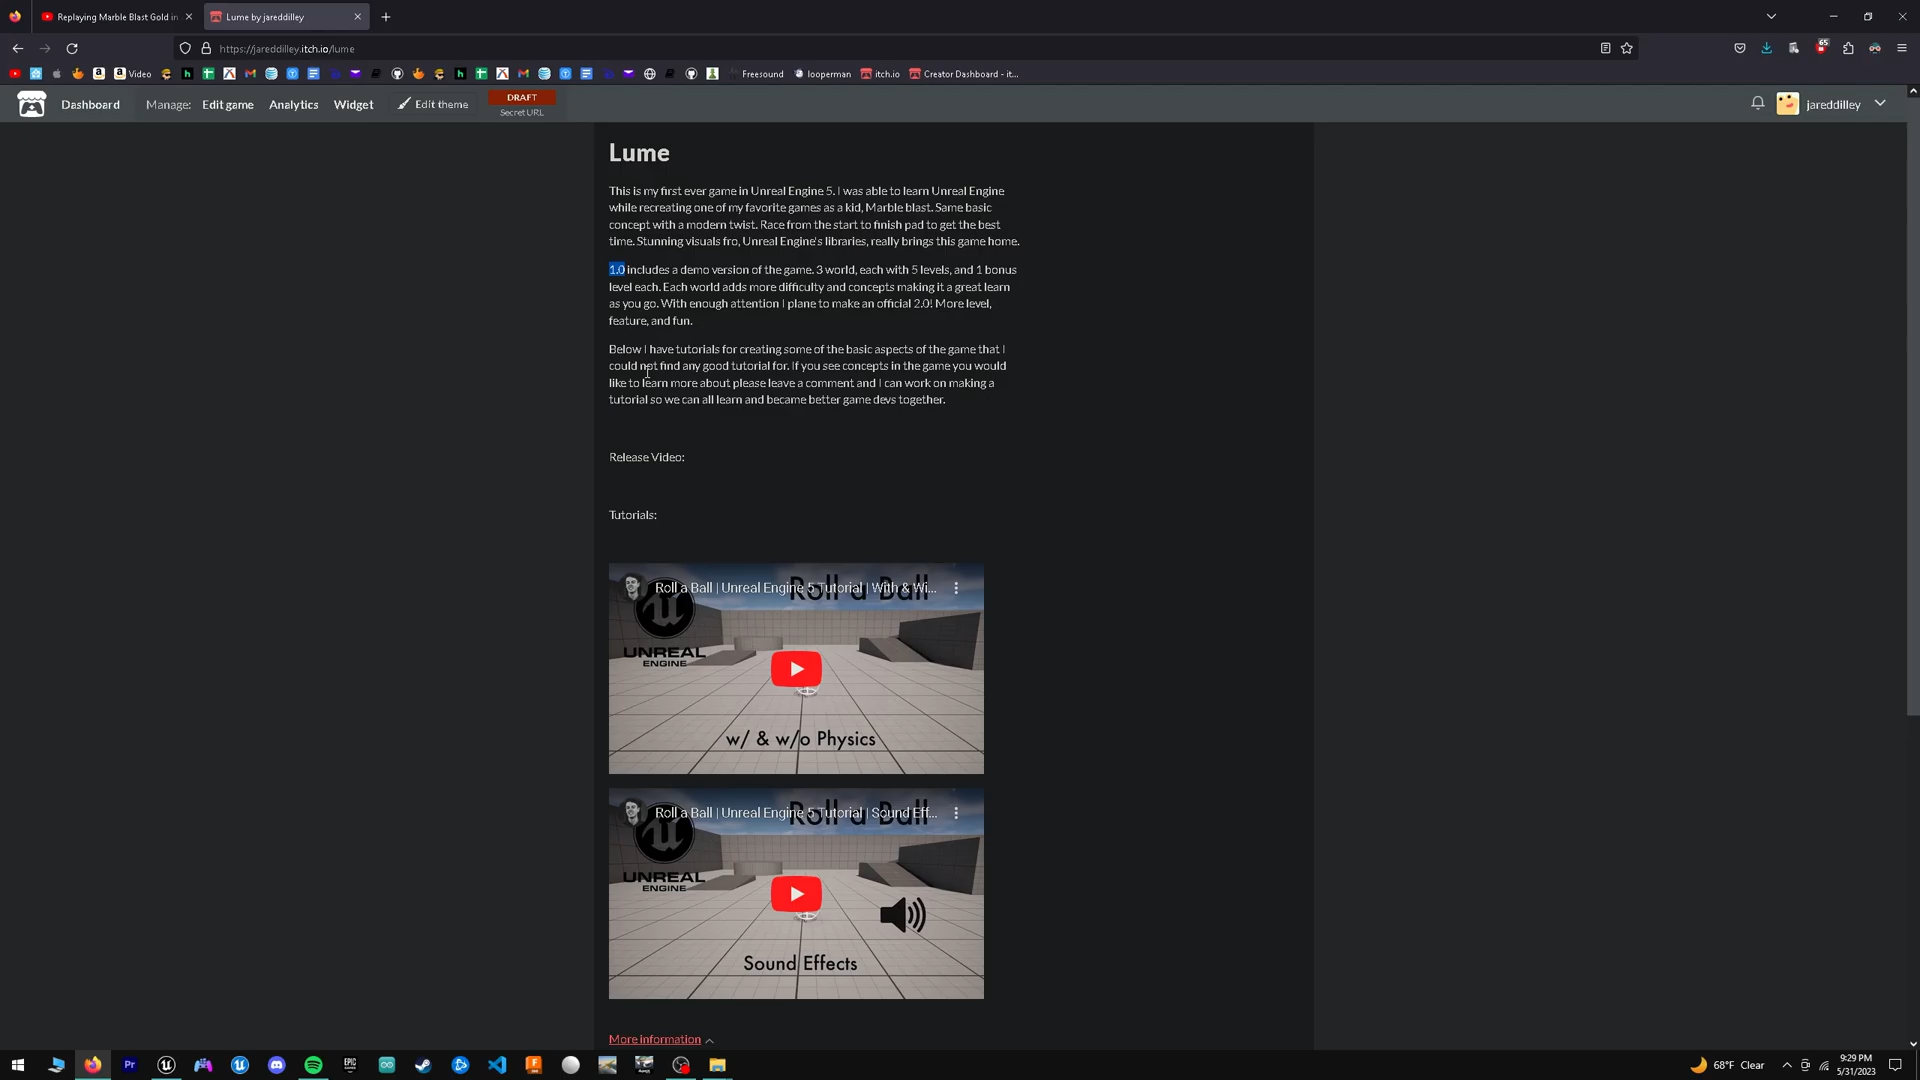 Replaying Marble Blast Gold in
Lume by jareddilley
https://jareddilley.itch.io/lume
Video
Freesound
looperman
itch.io
Creator Dashboard - it...
65
Dashboard
Manage:
Edit game
Analytics
Widget
Edit theme
DRAFT
Secret URL
jareddilley
Lume
This is my first ever game in Unreal Engine 5. I was able to learn Unreal Engine
while recreating one of my favorite games as a kid, Marble blast. Same basic
concept with a modern twist. Race from the start to finish pad to get the best
time. Stunning visuals fro, Unreal Engine's libraries, really brings this game home.
1.0 includes a demo version of the game. 3 world, each with 5 levels, and 1 bonus
level each. Each world adds more difficulty and concepts making it a great learn
as you go. With enough attention I plane to make an official 2.0! More level,
feature, and fun.
Below I have tutorials for creating some of the basic aspects of the game that I
could not find any good tutorial for. If you see concepts in the game you would
like to learn more about please leave a comment and I can work on making a
tutorial so we can all learn and became better game devs together.
Release Video:
Tutorials:
Roll a Ball | Unreal Engine 5 Tutorial | With & Wi...
Roll a Ball
UNREAL
ENGINE
w/ & w/o Physics
Roll a Ball | Unreal Engine 5 Tutorial | Sound Eff...
Roll a Ball
UNREAL
ENGINE
Sound Effects
More information
Pr
EPIC
68°F Clear
9:29 PM
5/31/2023